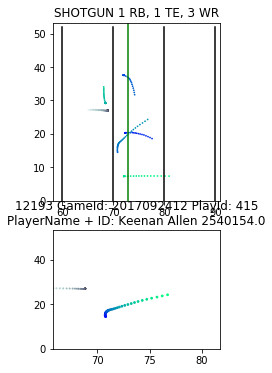 SHOTGUN 1 RB, 1 TE, 3 WR
50
40
30
20
10
0
60 70 80 90
12193 GameId: 2017092412 PlayId: 415
PlayerName + ID: Keenan Allen 2540154.0
40
20
0
70 75 80